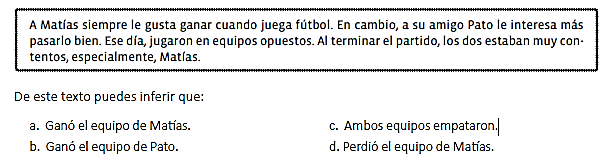 A Matías siempre le gusta ganar cuando juega fútbol. En cambio, a su amigo Pato le interesa más
pasarlo bien. Ese día, jugaron en equipos opuestos. Al terminar el partido, los dos estaban muy con-
tentos, especialmente, Matías.
De este texto puedes inferir que:
a. Ganó el equipo de Matías.
b. Ganó el equipo de Pato.
c. Ambos equipos empataron.
d. Perdió el equipo de Matías.